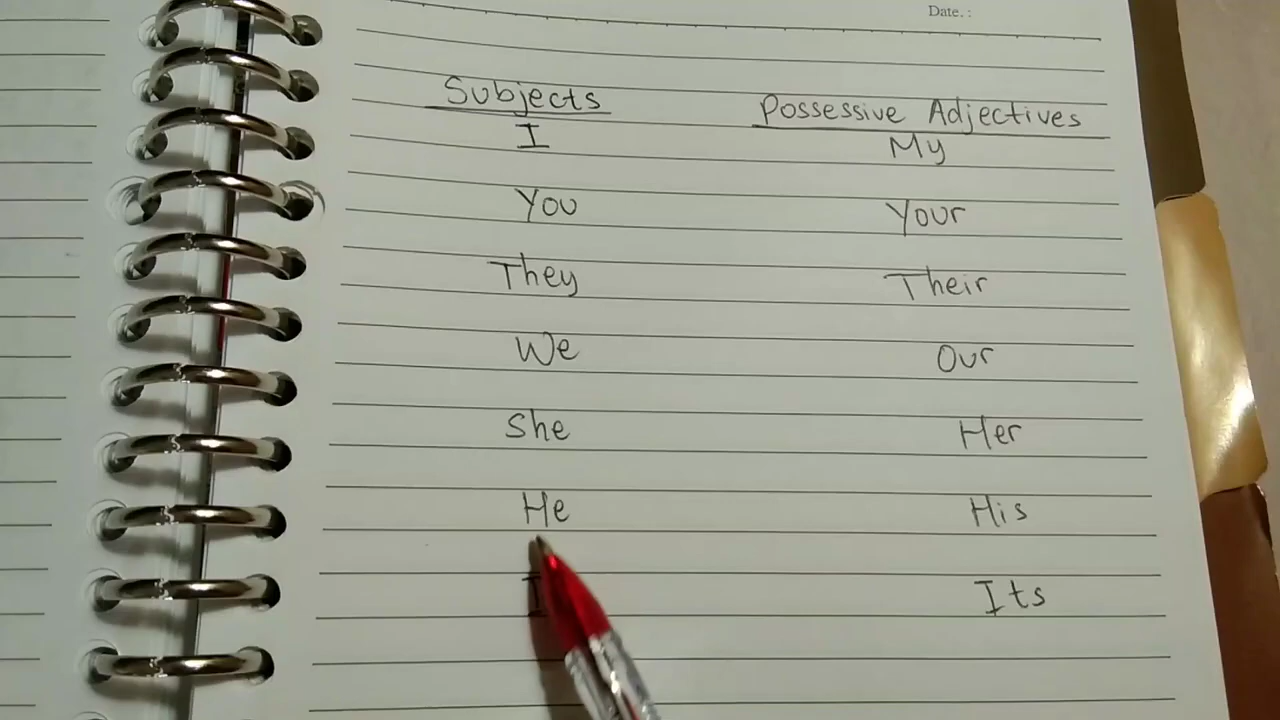 Date.:
Subjects Possessive Adjectives
I My
You Your
They Their
We Our
She Her
He His
Its